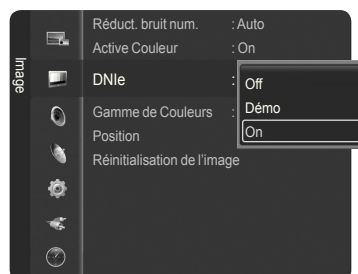 Image
Réduct. bruit num. : Auto
Active Couleur : On
DNIe :
Off
Démo
On
Gamme de Couleurs :
Position
Réinitialisation de l'image